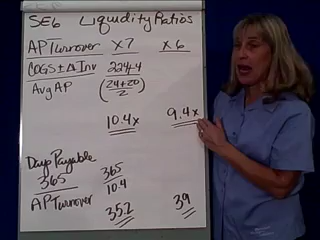 SE6 Liquidity Ratios
AP Turnover X7 X6
COGS ± Δ Inv 224+4
Avg AP (24+20
2)
10.4x 9.4x
Days Payable
365 365
AP Turnover 10.4
35.2 39